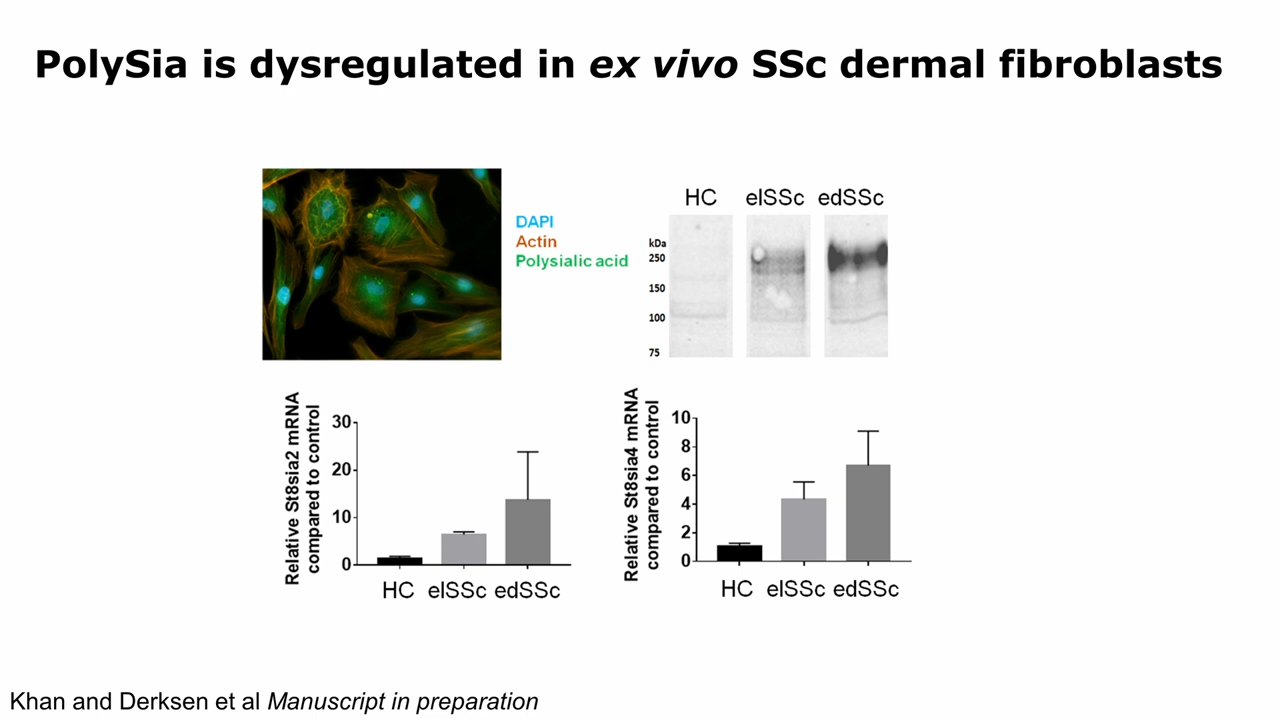 PolySia is dysregulated in ex vivo SSc dermal fibroblasts
DAPI
Actin
Polysialic acid
HC elSSc edSSc
kDa
250
150
100
75
Relative St8sia2 mRNA
compared to control
30
20
10
0
HC elSSc edSSc
Relative St8sia4 mRNA
compared to control
10
8
6
4
2
0
HC elSSc edSSc
Khan and Derksen et al Manuscript in preparation